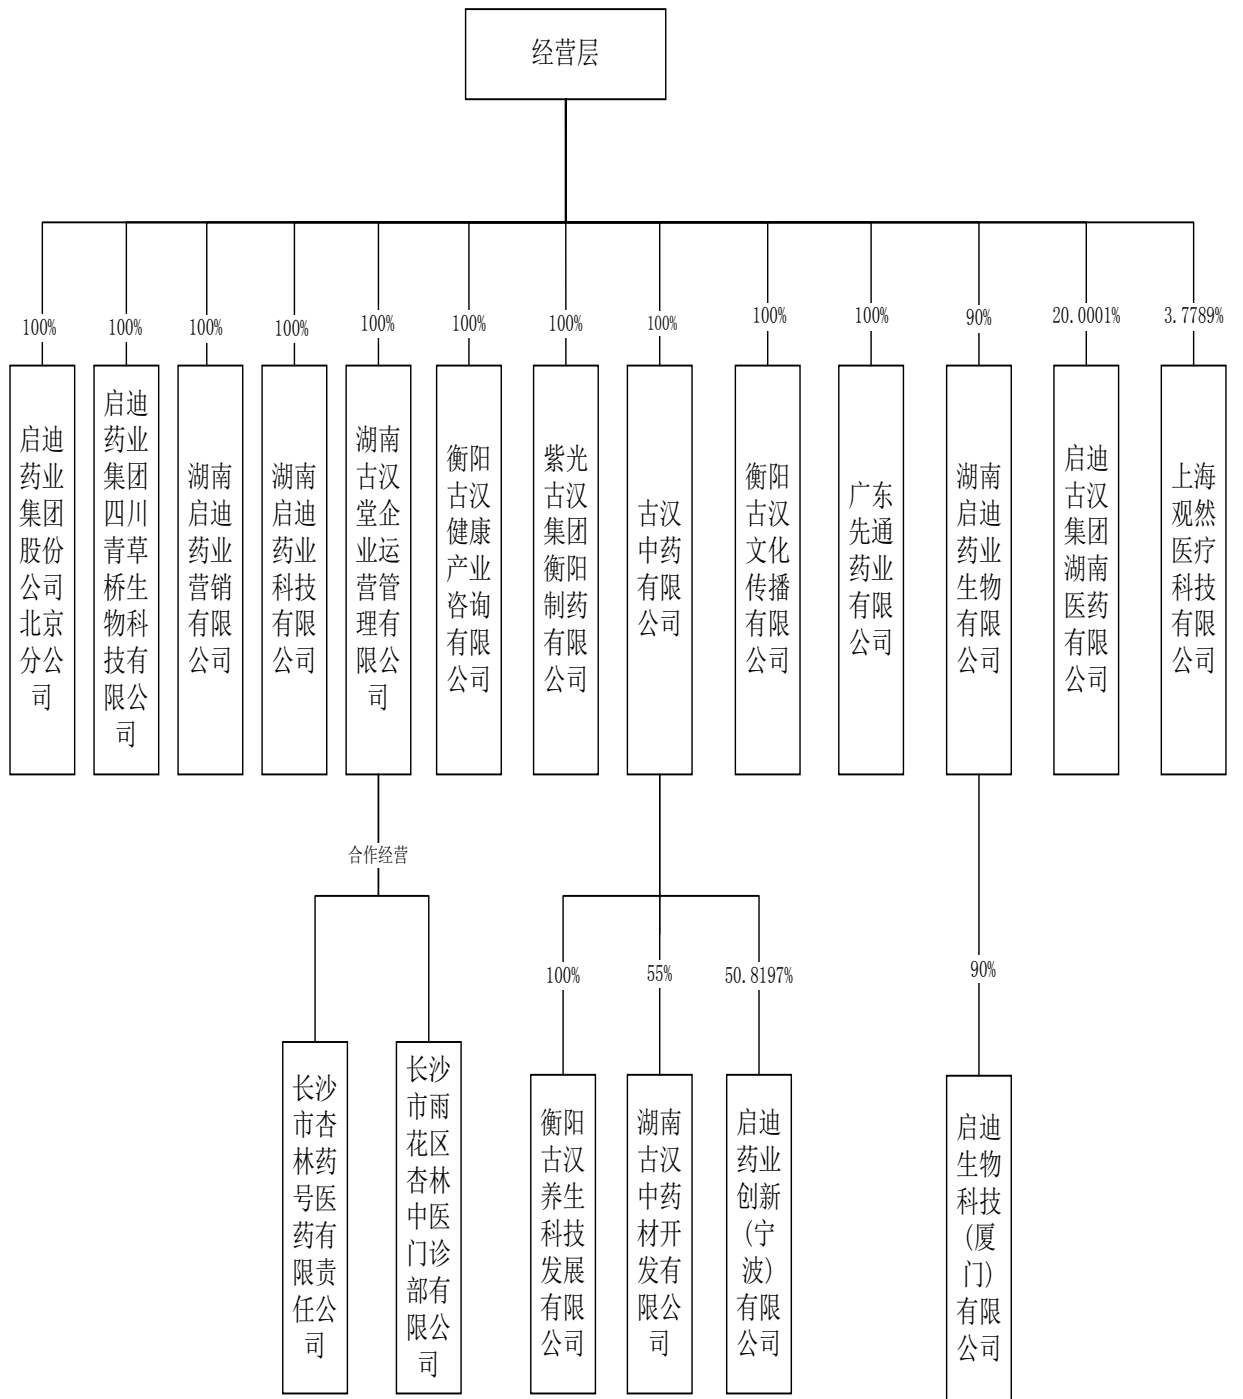 经营层
100%
100%
100%
100%
100%
100%
100%
100%
100%
100%
90%
20.0001%
3.7789%
启迪
药业
集团
股份
公司
北京
分公
司
启迪
药业
集团
四川
青草
桥生
物科
技有
限公
司
湖南
启迪
药业
营销
有限
公司
湖南
启迪
药业
科技
有限
公司
湖南
古汉
堂企
业运
营管
理有
限公
司
衡阳
古汉
健康
产业
咨询
有限
公司
紫光
古汉
集团
衡阳
制药
有限
公司
古汉
中药
有限
公司
衡阳
古汉
文化
传播
有限
公司
广东
先通
药业
有限
公司
湖南
启迪
药业
生物
有限
公司
启迪
古汉
集团
湖南
医药
有限
公司
上海
观然
医疗
科技
有限
公司
合作经营
100%
55%
50.8197%
90%
长沙
市杏
林药
号医
药有
限责
任公
司
长沙
市雨
花区
杏林
中医
门诊
部有
限公
司
衡阳
古汉
养生
科技
发展
有限
公司
湖南
古汉
中药
材开
发有
限公
司
启迪
药业
创新
(宁
波)
有限
公司
启迪
生物
科技
(厦
门)
有限
公司